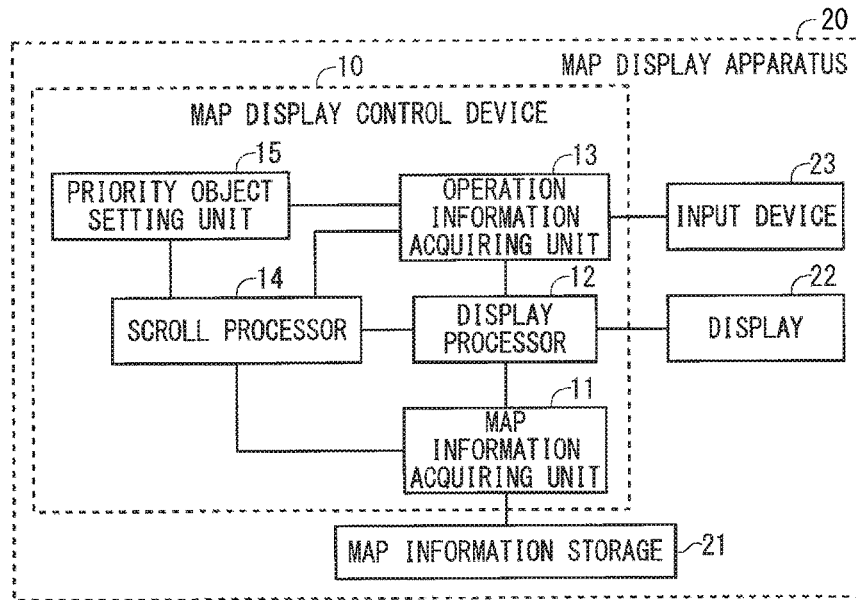 20
MAP DISPLAY APPARATUS
10
MAP DISPLAY CONTROL DEVICE
15
PRIORITY OBJECT
SETTING UNIT
13
OPERATION
INFORMATION
ACQUIRING UNIT
23
INPUT DEVICE
14
SCROLL PROCESSOR
12
DISPLAY
PROCESSOR
22
DISPLAY
11
MAP
INFORMATION
ACQUIRING UNIT
MAP INFORMATION STORAGE
21